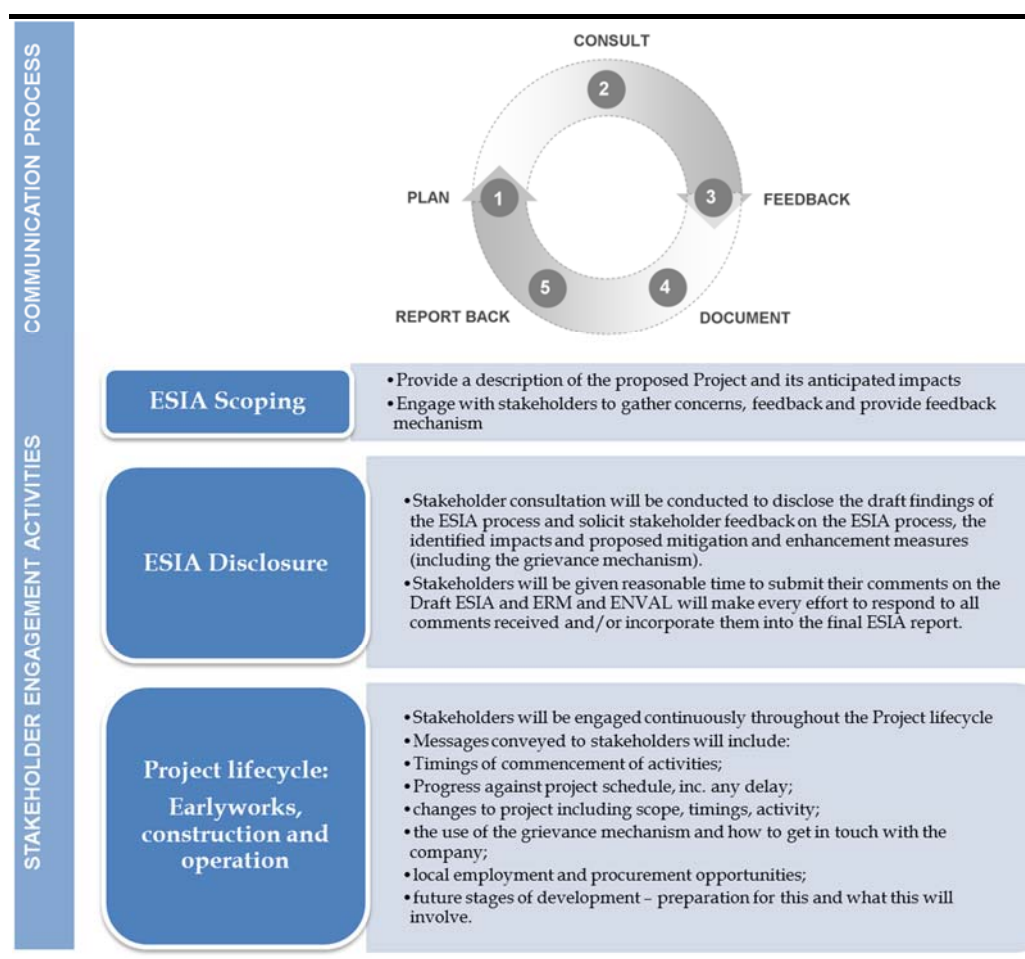 COMMUNICATION PROCESS
CONSULT
2
PLAN
1
3
FEEDBACK
5
4
REPORT BACK
DOCUMENT
STAKEHOLDER ENGAGEMENT ACTIVITIES
ESIA Scoping
•Provide a description of the proposed Project and its anticipated impacts
•Engage with stakeholders to gather concerns, feedback and provide feedback
mechanism
ESIA Disclosure
•Stakeholder consultation will be conducted to disclose the draft findings of
the ESIA process and solicit stakeholder feedback on the ESIA process, the
identified impacts and proposed mitigation and enhancement measures
(including the grievance mechanism).
•Stakeholders will be given reasonable time to submit their comments on the
Draft ESIA and ERM and ENVAL will make every effort to respond to all
comments received and/or incorporate them into the final ESIA report.
Project lifecycle:
Earlyworks,
construction and
operation
•Stakeholders will be engaged continuously throughout the Project lifecycle
•Messages conveyed to stakeholders will include:
•Timings of commencement of activities;
•Progress against project schedule, inc. any delay;
•changes to project including scope, timings, activity;
•the use of the grievance mechanism and how to get in touch with the
company;
•local employment and procurement opportunities;
•future stages of development – preparation for this and what this will
involve.